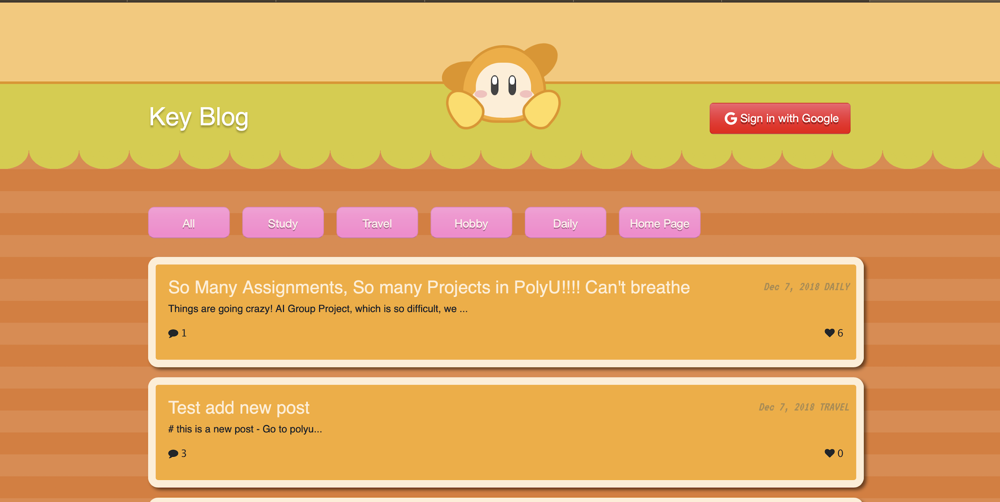 Key Blog
Sign in with Google
All
Study
Travel
Hobby
Daily
Home Page
So Many Assignments, So many Projects in PolyU!!!! Can't breathe
Dec 7, 2018 DAILY
Things are going crazy! AI Group Project, which is so difficult, we ...
1
6
Test add new post
Dec 7, 2018 TRAVEL
# this is a new post - Go to polyu...
3
0